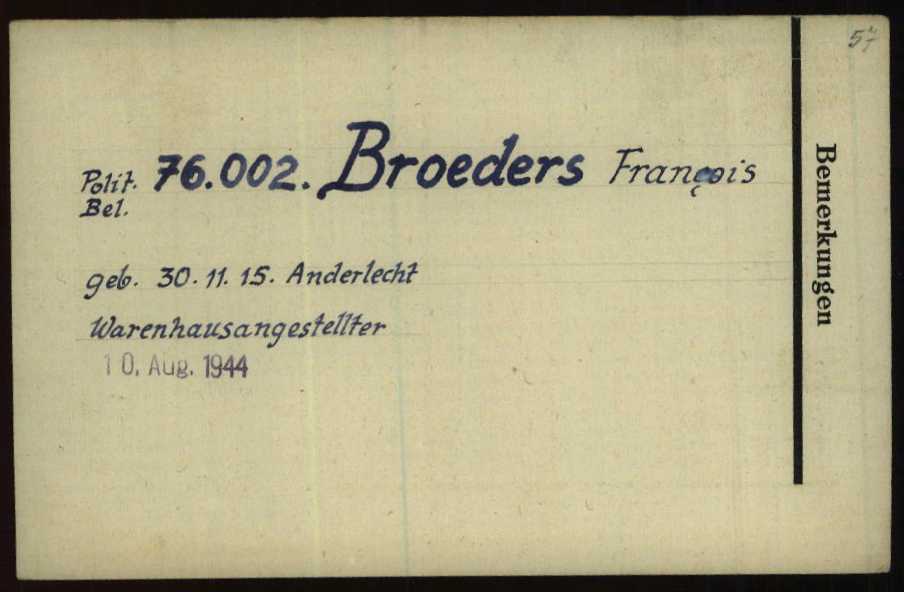 57
Polit. 76.002. Broeders François
Bel.
geb. 30. 11. 15. Anderlecht
Warenhausangestellter
10. Aug. 1944
Bemerkungen